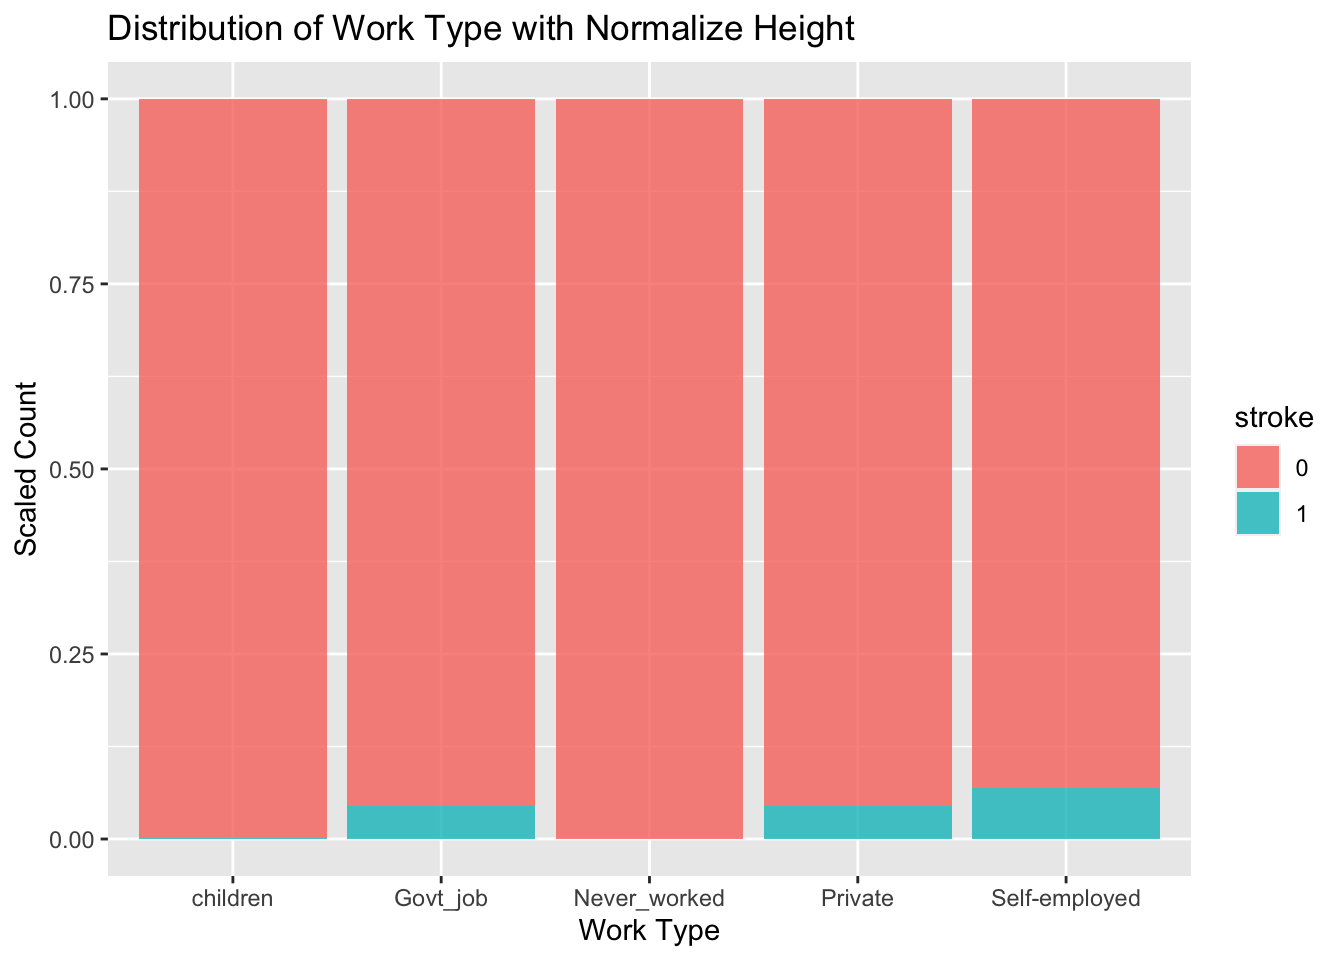 Distribution of Work Type with Normalize Height
Scaled Count
1.00
0.75
0.50
0.25
0.00
children Govt_job Never_worked Private Self-employed
Work Type
stroke
0
1